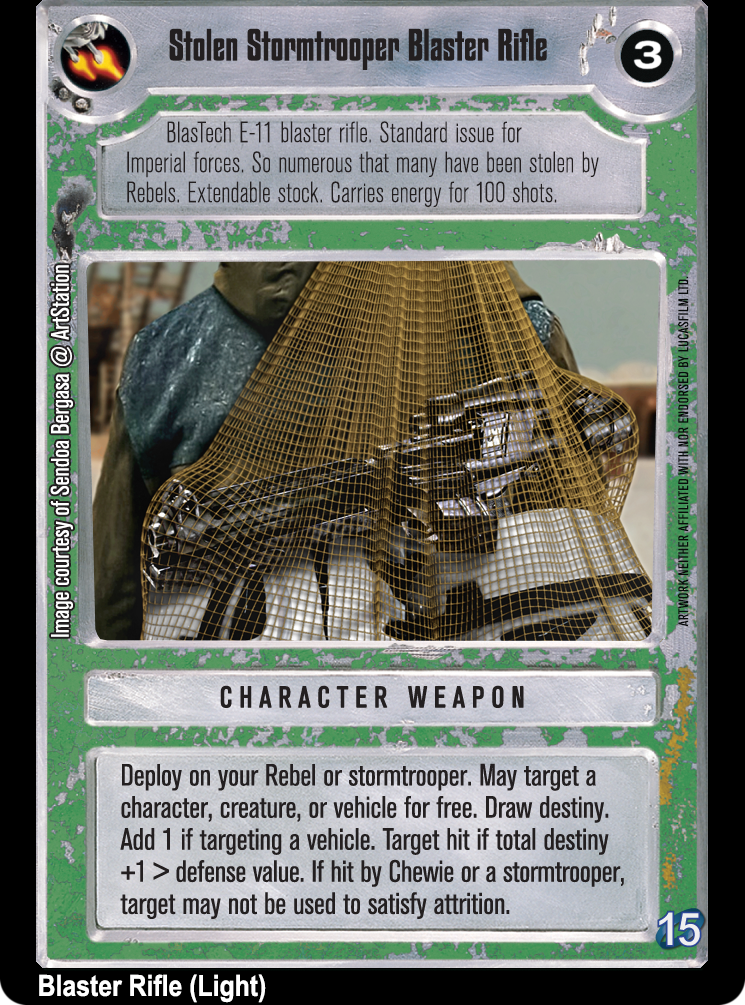 Stolen Stormtrooper Blaster Rifle
3
BlasTech E-11 blaster rifle. Standard issue for
Imperial forces. So numerous that many have been stolen by
Rebels. Extendable stock. Carries energy for 100 shots.
Image courtesy of Sendoa Bergasa @ ArtStation
ARTWORK NEITHER AFFILIATED WITH NOR ENDORSED BY LUCASFILM LTD.
CHARACTER WEAPON
Deploy on your Rebel or stormtrooper. May target a
character, creature, or vehicle for free. Draw destiny.
Add 1 if targeting a vehicle. Target hit if total destiny
+1 > defense value. If hit by Chewie or a stormtrooper,
target may not be used to satisfy attrition.
15
Blaster Rifle (Light)